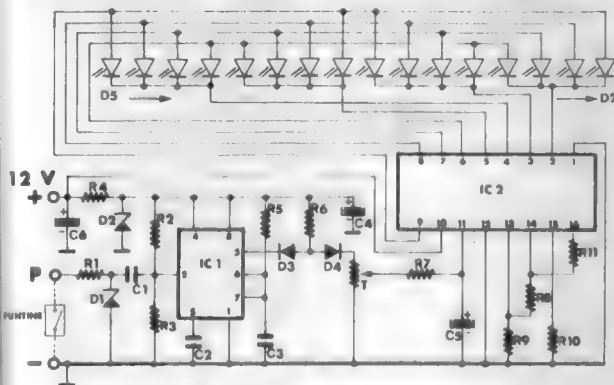 D5
D2
8 7 6 5 4 3 2 1
IC 2
9 10 11 12 13 14 15 16
12 V
+
R4
C6
D2
R2
R5
R6
C4
4 8
IC 1
2
3
6
7
5 1
D3
D4
T
R7
R11
R8
P
R1
D1
C1
PUNTINE
R3
C2
C3
C5
R9
R10
-